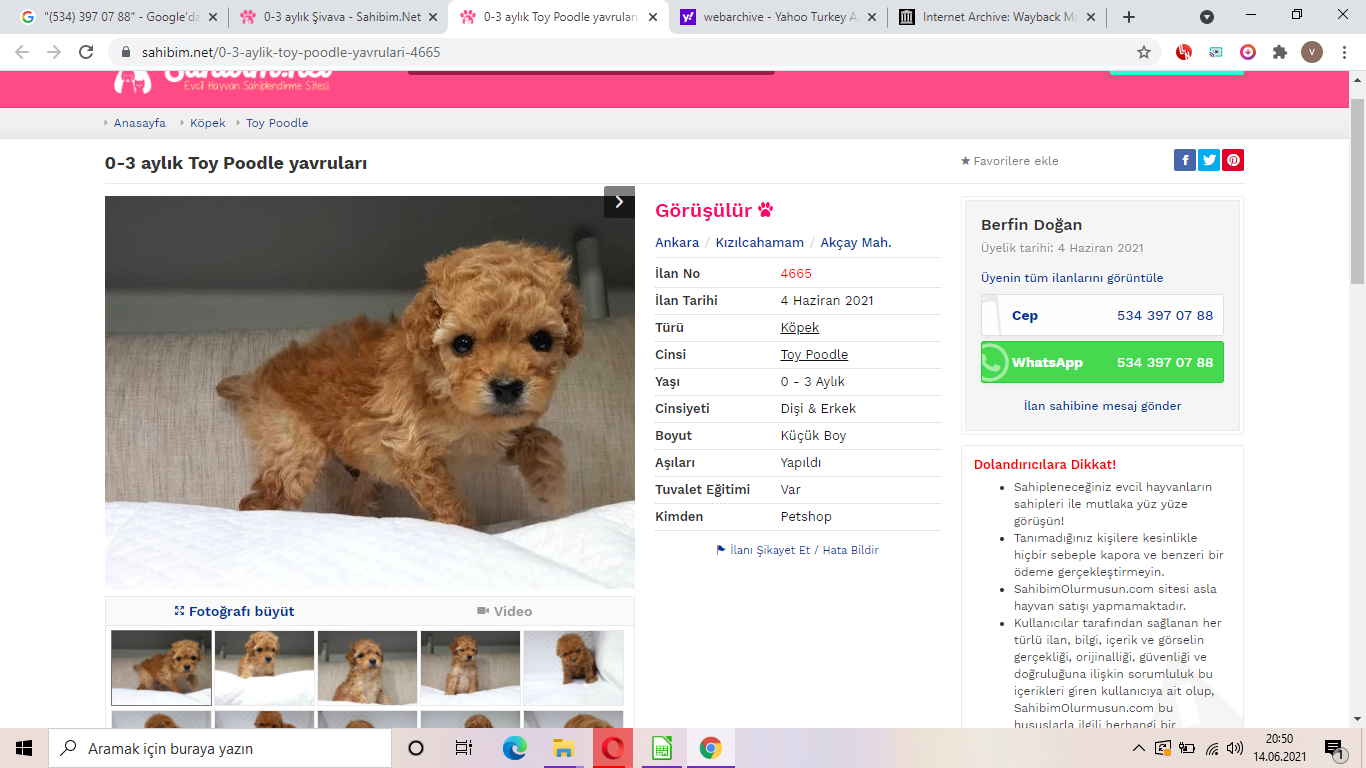 "(534) 397 07 88" - Google'da
0-3 aylık Şivava - Sahibim.Net
0-3 aylık Toy Poodle yavruları
webarchive - Yahoo Turkey A
Internet Archive: Wayback Ma
sahibim.net/0-3-aylik-toy-poodle-yavrulari-4665
V
Sahibim.net
Evcil Hayvan Sahiplendirme Sitesi
Anasayfa Köpek Toy Poodle
0-3 aylık Toy Poodle yavruları
Favorilere ekle
Görüşülür
Ankara / Kızılcahamam / Akçay Mah.
İlan No 4665
İlan Tarihi 4 Haziran 2021
Türü Köpek
Cinsi Toy Poodle
Yaşı 0 - 3 Aylık
Cinsiyeti Dişi & Erkek
Boyut Küçük Boy
Aşıları Yapıldı
Tuvalet Eğitimi Var
Kimden Petshop
İlanı Şikayet Et / Hata Bildir
Berfin Doğan
Üyelik tarihi: 4 Haziran 2021
Üyenin tüm ilanlarını görüntüle
Cep 534 397 07 88
WhatsApp 534 397 07 88
İlan sahibine mesaj gönder
Dolandırıcılara Dikkat!
Sahipleneceğiniz evcil hayvanların
sahipleri ile mutlaka yüz yüze
görüşün!
Tanımadığınız kişilere kesinlikle
hiçbir sebeple kapora ve benzeri bir
ödeme gerçekleştirmeyin.
SahibimOlurmusun.com sitesi asla
hayvan satışı yapmamaktadır.
Kullanıcılar tarafından sağlanan her
türlü ilan, bilgi, içerik ve görselin
gerçekliği, orijinalliği, güvenliği ve
doğruluğuna ilişkin sorumluluk bu
içerikleri giren kullanıcıya ait olup,
SahibimOlurmusun.com bu
hususlarla ilgili herhangi bir
Fotoğrafı büyüt
Video
Aramak için buraya yazın
20:50
14.06.2021
1